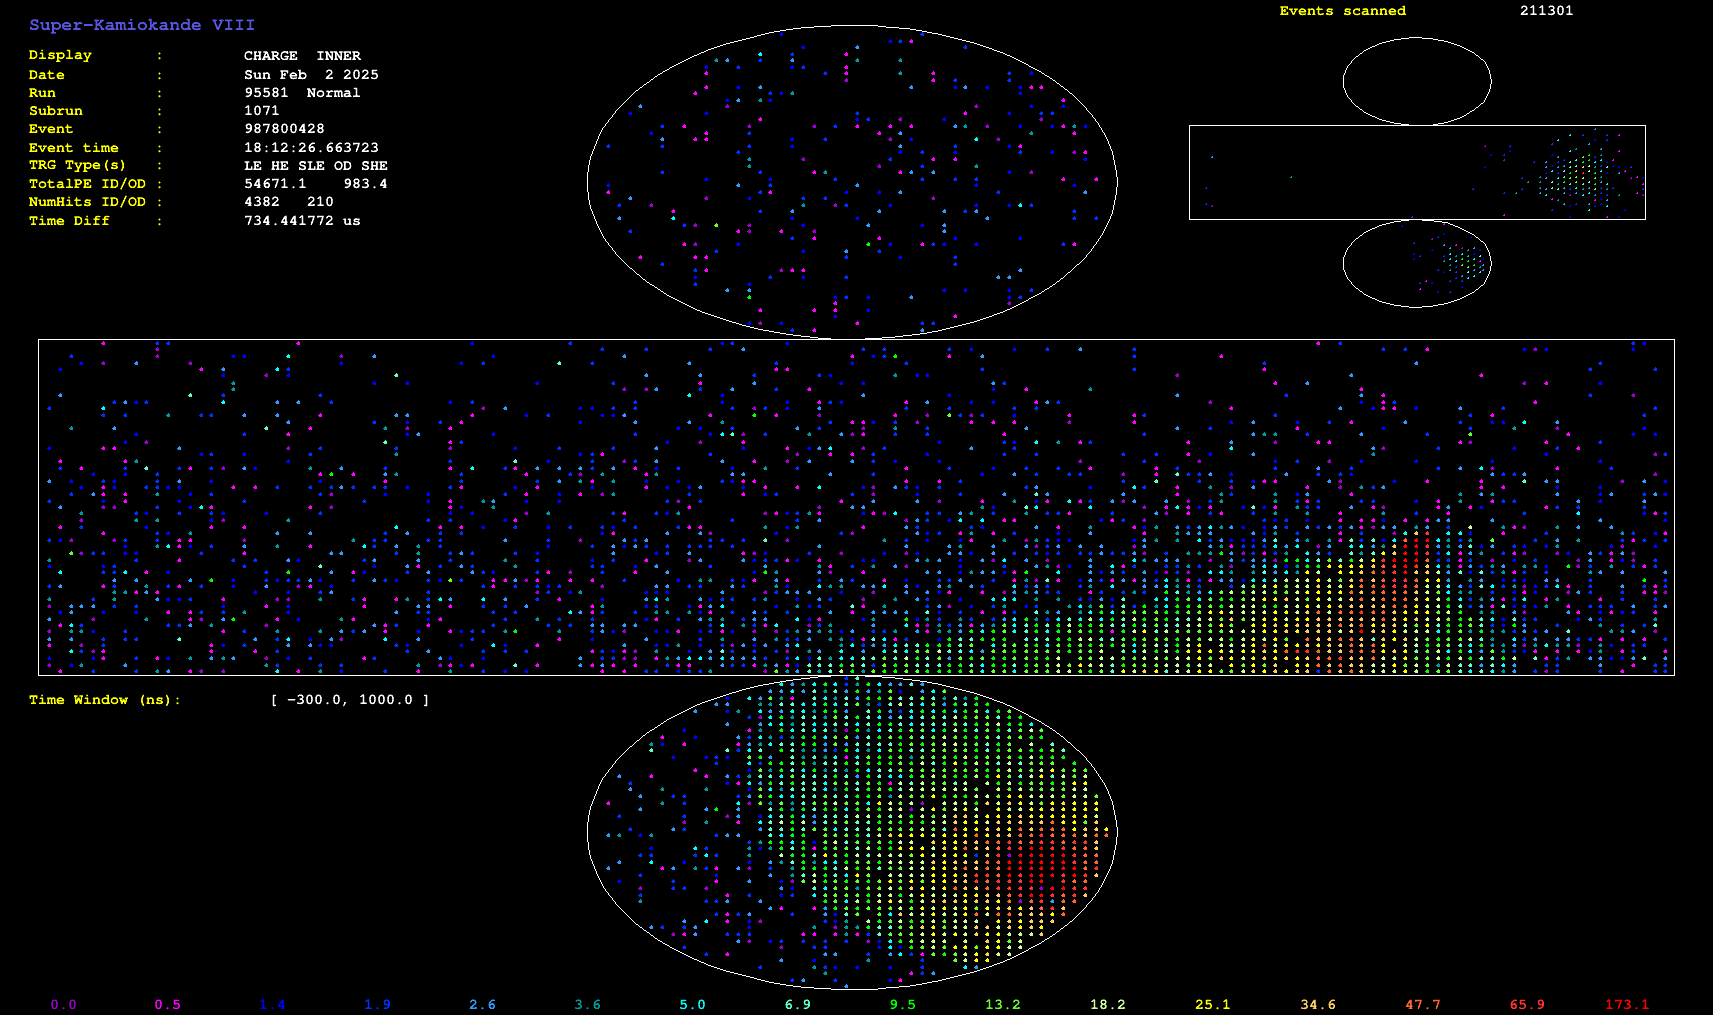 Super-Kamiokande VIII
Events scanned 211301
Display : CHARGE INNER
Date : Sun Feb 2 2025
Run : 95581 Normal
Subrun : 1071
Event : 987800428
Event time : 18:12:26.663723
TRG Type(s) : LE HE SLE OD SHE
TotalPE ID/OD : 54671.1 983.4
NumHits ID/OD : 4382 210
Time Diff : 734.441772 us
Time Window (ns): [ -300.0, 1000.0 ]
0.0 0.5 1.4 1.9 2.6 3.6 5.0 6.9 9.5 13.2 18.2 25.1 34.6 47.7 65.9 173.1